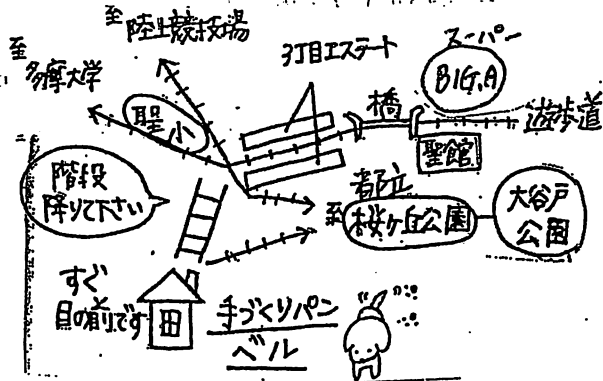 至 陸上競技場
至 多摩大学
聖小
3丁目エステート
スーパー
BIG.A
橋
遊歩道
聖館
階段
降りて下さい
都立
至 桜ヶ丘公園
大谷戸
公園
すぐ
目の前です
手づくりパン
ベル